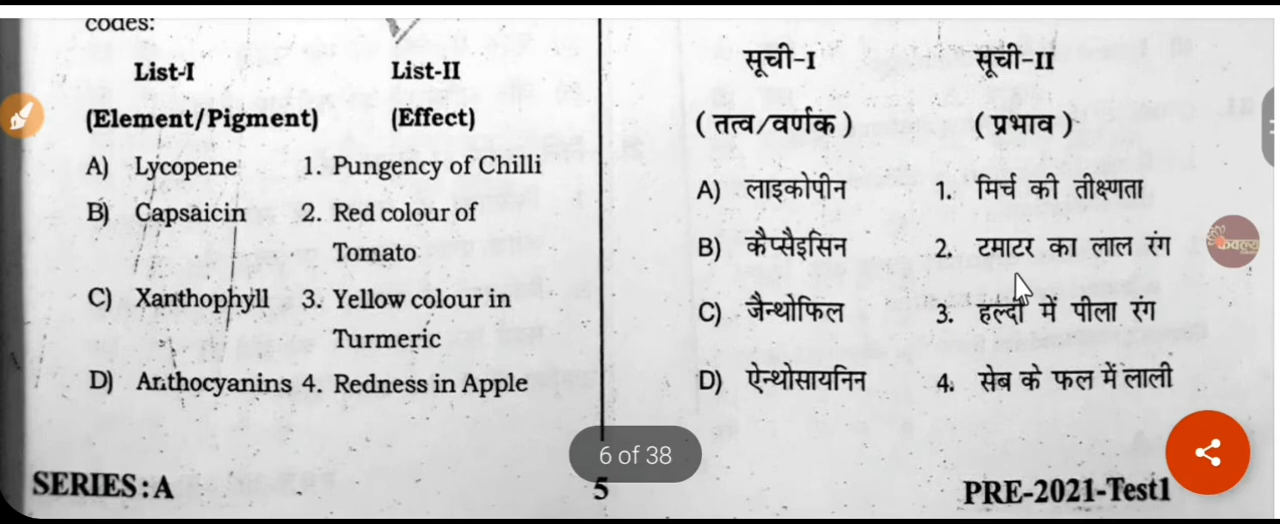 codes:
List-I List-II
(Element/Pigment) (Effect)
A) Lycopene 1. Pungency of Chilli
B) Capsaicin 2. Red colour of
Tomato
C) Xanthophyll 3. Yellow colour in
Turmeric
D) Anthocyanins 4. Redness in Apple
सूची-I सूची-II
( तत्व/वर्णक ) ( प्रभाव )
A) लाइकोपीन 1. मिर्च की तीक्ष्णता
B) कैप्सैइसिन 2. टमाटर का लाल रंग
C) जैन्थोफिल 3. हल्दी में पीला रंग
D) ऐन्थोसायनिन 4. सेब के फल में लाली
कैवल्य
6 of 38
SERIES : A 5 PRE-2021-Test1